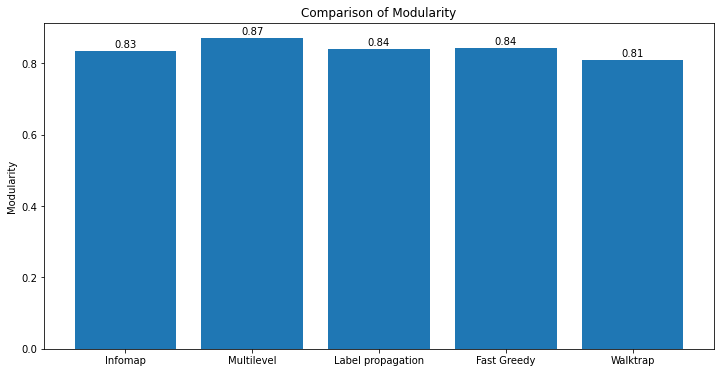 Comparison of Modularity
0.83
0.87
0.84
0.84
0.81
Modularity
0.8
0.6
0.4
0.2
0.0
Infomap
Multilevel
Label propagation
Fast Greedy
Walktrap